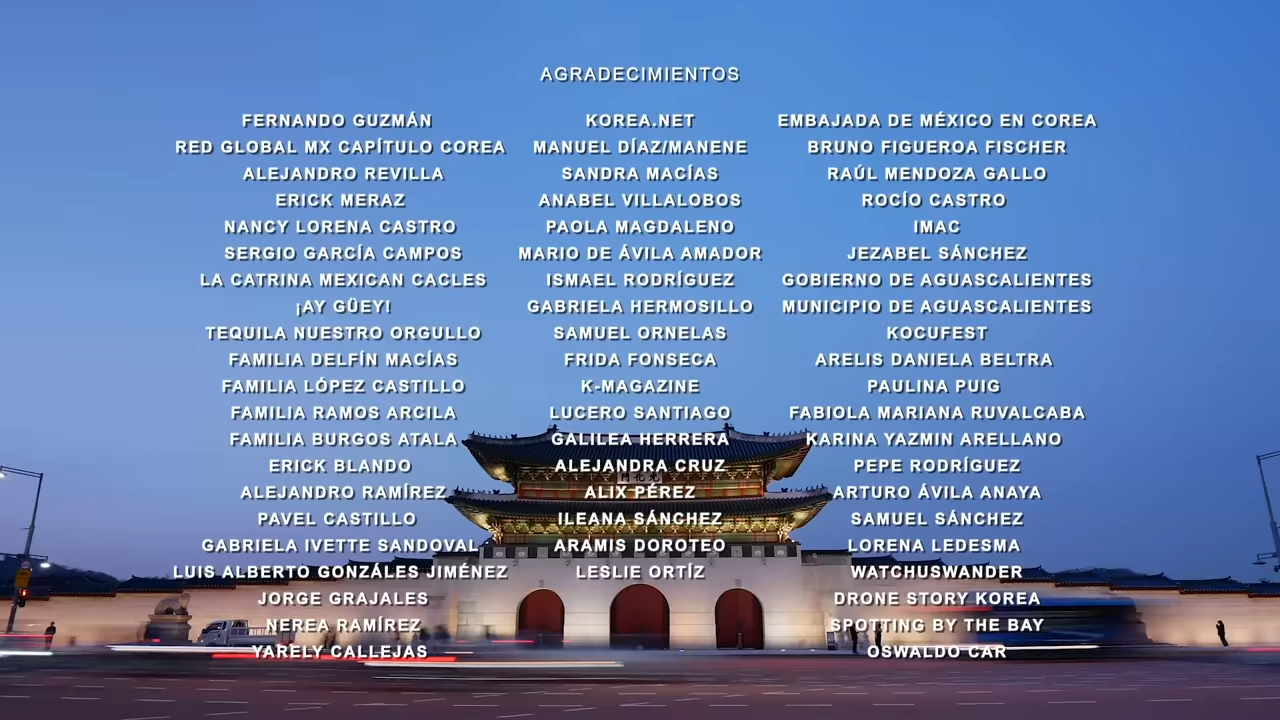 AGRADECIMIENTOS
FERNANDO GUZMÁN
RED GLOBAL MX CAPÍTULO COREA
ALEJANDRO REVILLA
ERICK MERAZ
NANCY LORENA CASTRO
SERGIO GARCÍA CAMPOS
LA CATRINA MEXICAN CACLES
¡AY GÜEY!
TEQUILA NUESTRO ORGULLO
FAMILIA DELFÍN MACÍAS
FAMILIA LÓPEZ CASTILLO
FAMILIA RAMOS ARCILA
FAMILIA BURGOS ATALA
ERICK BLANDO
ALEJANDRO RAMÍREZ
PAVEL CASTILLO
GABRIELA IVETTE SANDOVAL
LUIS ALBERTO GONZÁLES JIMÉNEZ
JORGE GRAJALES
NEREA RAMÍREZ
YARELY CALLEJAS
KOREA.NET
MANUEL DÍAZ/MANENE
SANDRA MACÍAS
ANABEL VILLALOBOS
PAOLA MAGDALENO
MARIO DE ÁVILA AMADOR
ISMAEL RODRÍGUEZ
GABRIELA HERMOSILLO
SAMUEL ORNELAS
FRIDA FONSECA
K-MAGAZINE
LUCERO SANTIAGO
GALILEA HERRERA
ALEJANDRA CRUZ
ALIX PÉREZ
ILEANA SÁNCHEZ
ARAMIS DOROTEO
LESLIE ORTÍZ
EMBAJADA DE MÉXICO EN COREA
BRUNO FIGUEROA FISCHER
RAÚL MENDOZA GALLO
ROCÍO CASTRO
IMAC
JEZABEL SÁNCHEZ
GOBIERNO DE AGUASCALIENTES
MUNICIPIO DE AGUASCALIENTES
KOCUFEST
ARELIS DANIELA BELTRA
PAULINA PUIG
FABIOLA MARIANA RUVALCABA
KARINA YAZMIN ARELLANO
PEPE RODRÍGUEZ
ARTURO ÁVILA ANAYA
SAMUEL SÁNCHEZ
LORENA LEDESMA
WATCHUSWANDER
DRONE STORY KOREA
SPOTTING BY THE BAY
OSWALDO CAR